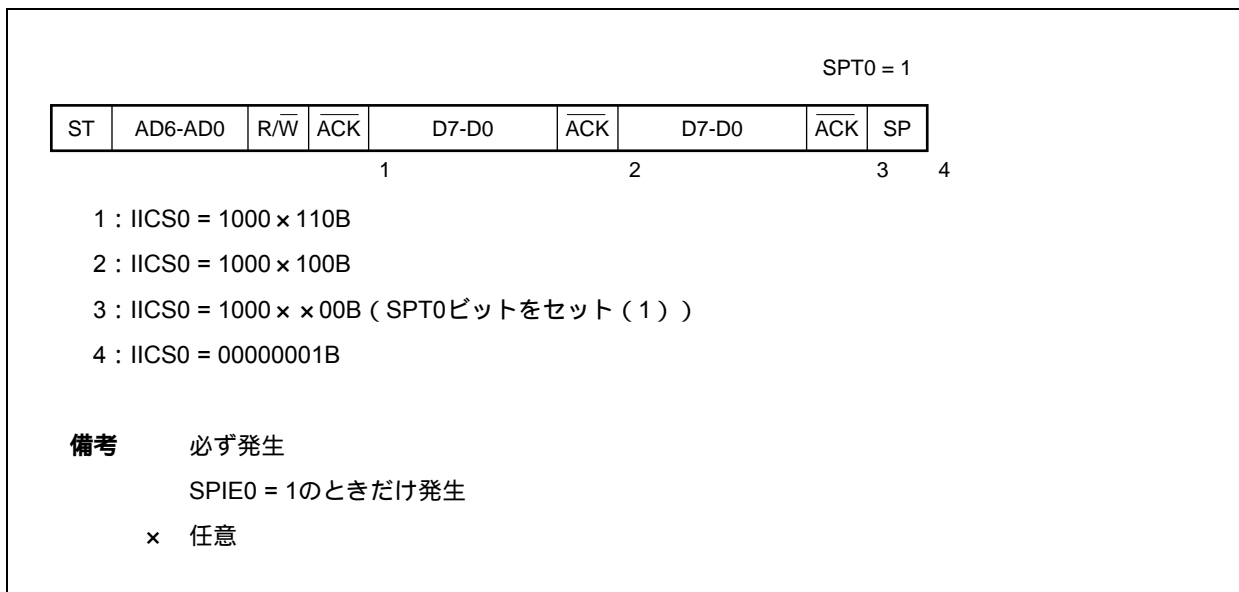 SPT0 = 1
ST AD6-AD0 R/W̅ A̅C̅K̅ D7-D0 A̅C̅K̅ D7-D0 A̅C̅K̅ SP
1 2 3 4
1：IICS0 = 1000×110B
2：IICS0 = 1000×100B
3：IICS0 = 1000××00B（SPT0ビットをセット（1））
4：IICS0 = 00000001B
備考 必ず発生
SPIE0 = 1のときだけ発生
× 任意